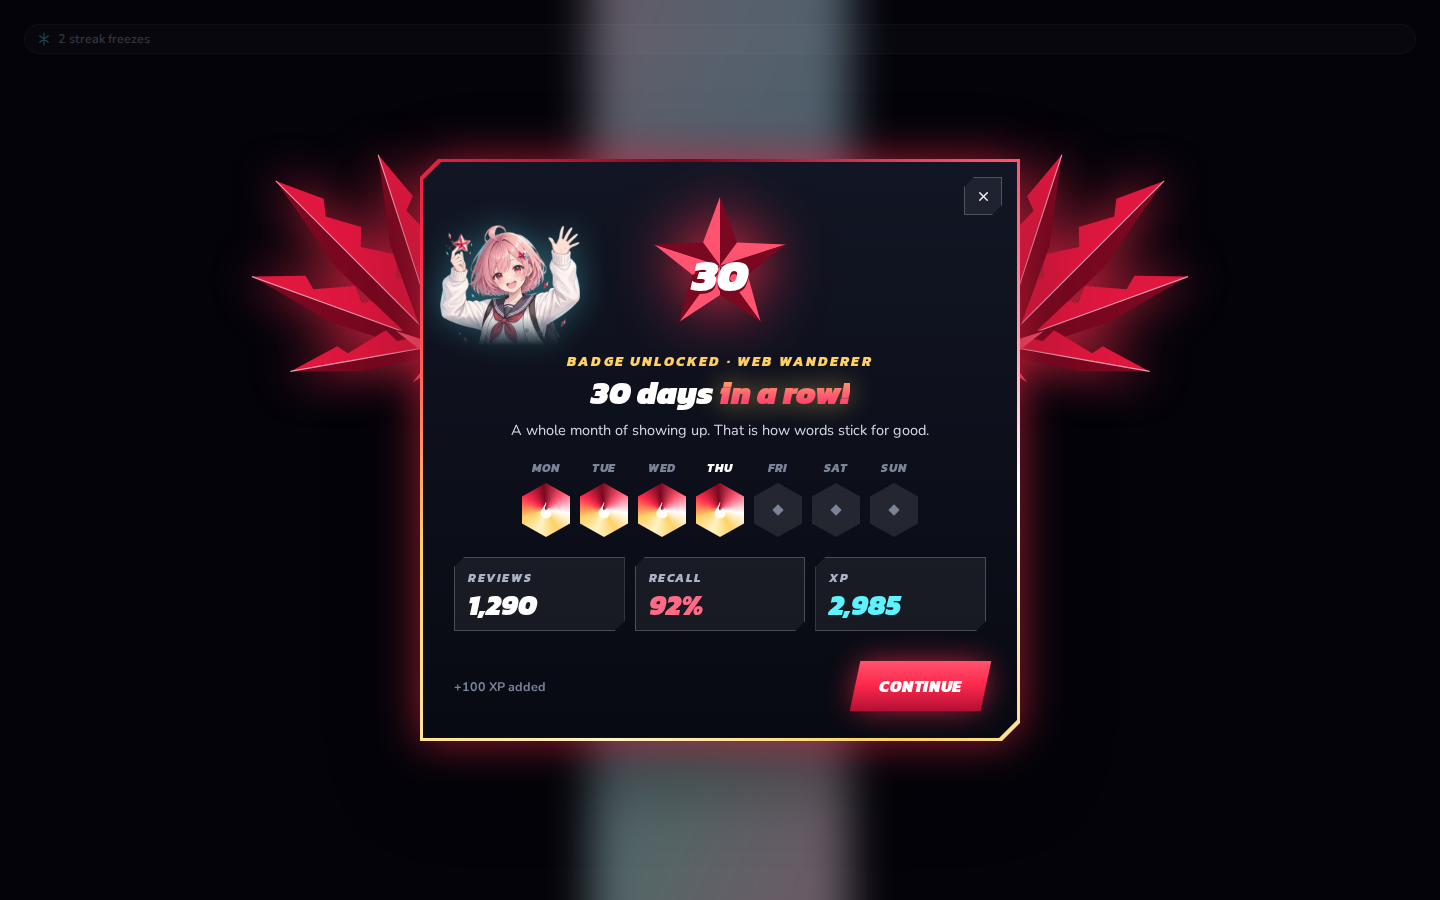 2 streak freezes
×
30
BADGE UNLOCKED · WEB WANDERER
30 days in a row!
A whole month of showing up. That is how words stick for good.
MON TUE WED THU FRI SAT SUN
REVIEWS RECALL XP
1,290 92% 2,985
+100 XP added CONTINUE